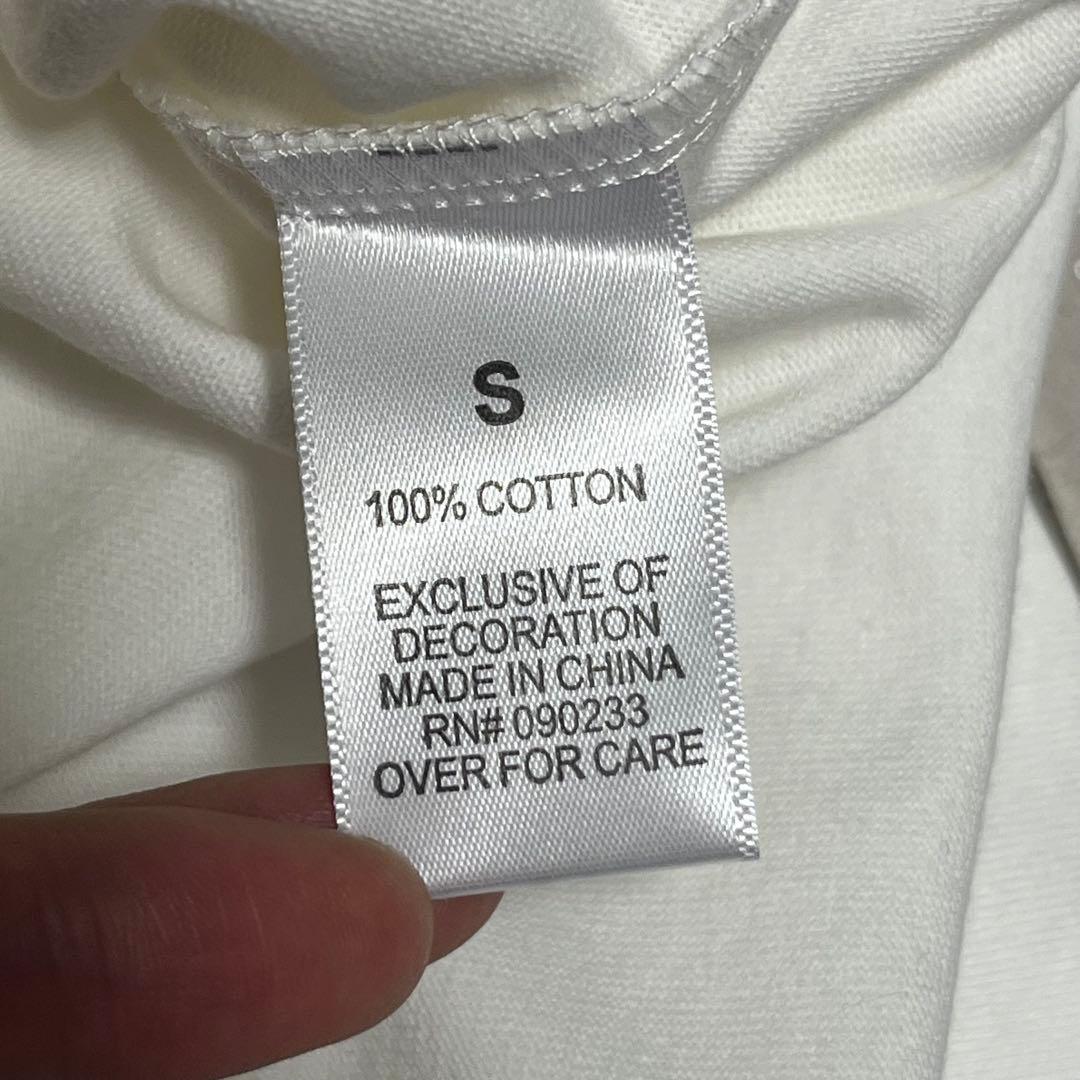 S
100% COTTON
EXCLUSIVE OF
DECORATION
MADE IN CHINA
RN# 090233
OVER FOR CARE